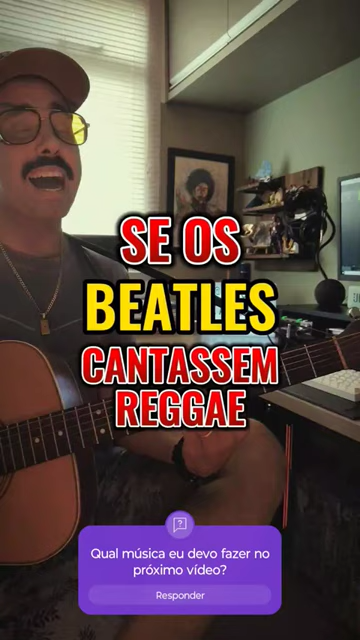 SE OS
BEATLES
CANTASSEM
REGGAE
Qual música eu devo fazer no
próximo vídeo?
Responder